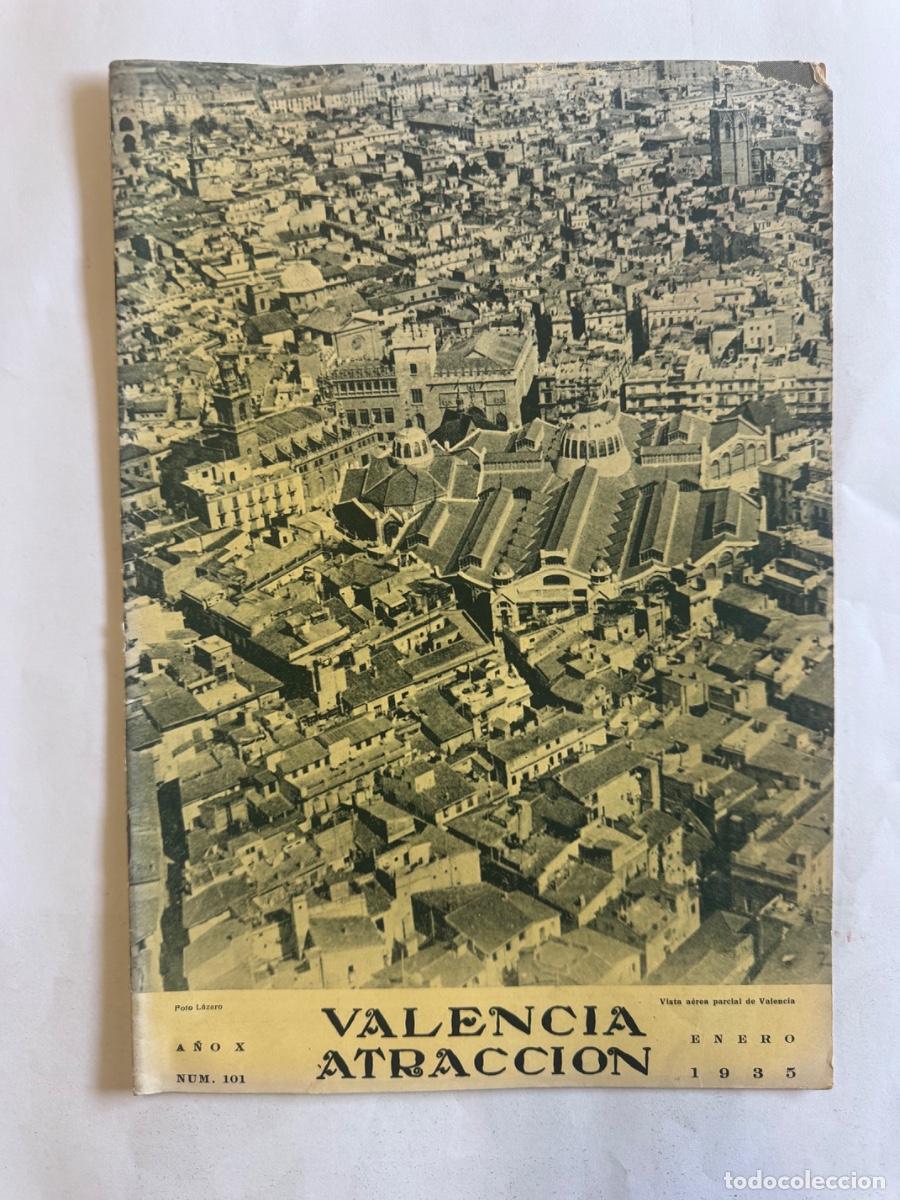 Foto Lázaro
Vista aérea parcial de Valencia
AÑO X
NUM. 101
VALENCIA
ATRACCION
ENERO
1935
todocoleccion